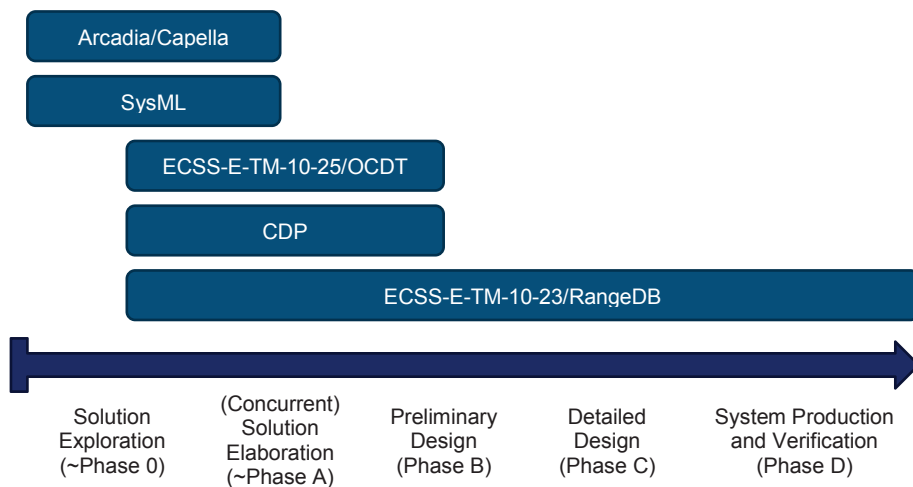 Arcadia/Capella
SysML
ECSS-E-TM-10-25/OCDT
CDP
ECSS-E-TM-10-23/RangeDB
Solution
Exploration
(~Phase 0)
(Concurrent)
Solution
Elaboration
(~Phase A)
Preliminary
Design
(Phase B)
Detailed
Design
(Phase C)
System Production
and Verification
(Phase D)